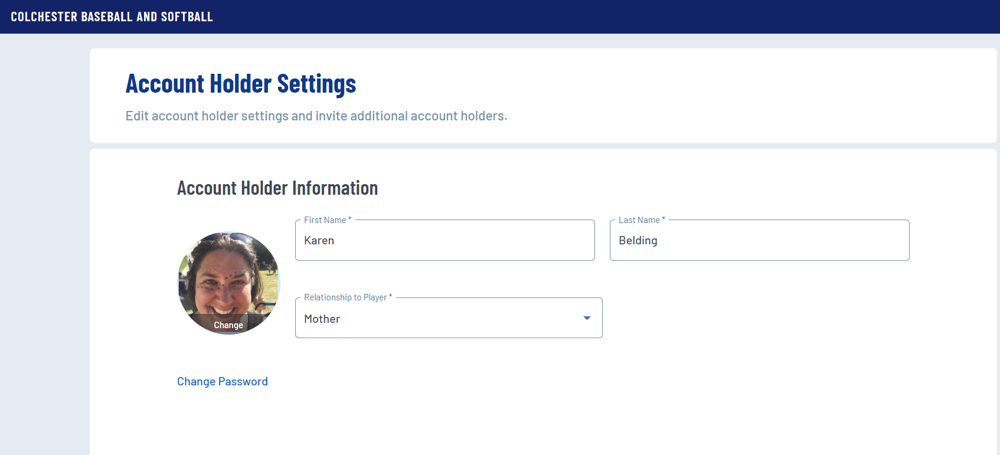 COLCHESTER BASEBALL AND SOFTBALL
Account Holder Settings
Edit account holder settings and invite additional account holders.
Account Holder Information
First Name *
Karen
Last Name *
Belding
Relationship to Player *
Mother
Change
Change Password